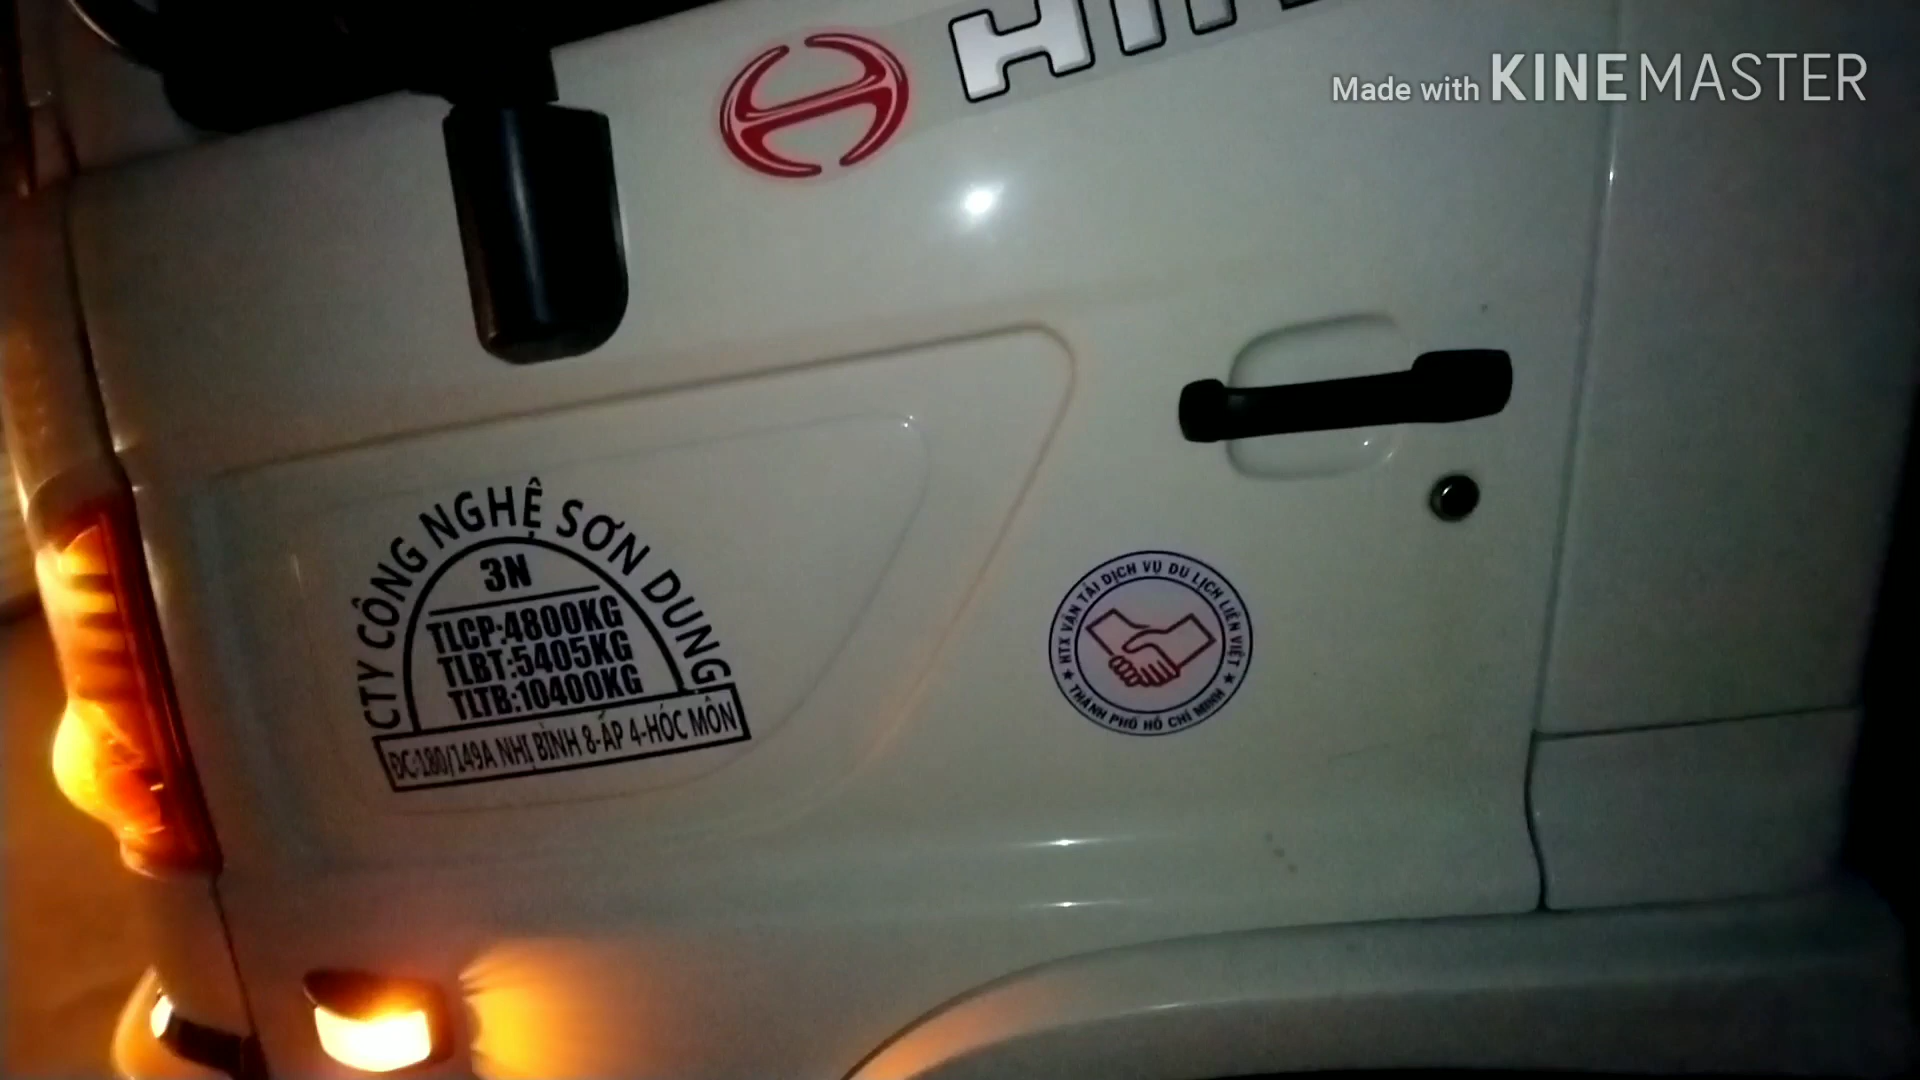 Made with KINEMASTER
CTY CÔNG NGHỆ SƠN DUNG
3N
TLCP:4800KG
TLBT:5405KG
TLTB:10400KG
ĐC:180/149A NHỊ BÌNH 8-ẤP 4-HÓC MÔN
HTX VẬN TẢI DỊCH VỤ DU LỊCH LIÊN VIỆT
★ THÀNH PHỐ HỒ CHÍ MINH ★